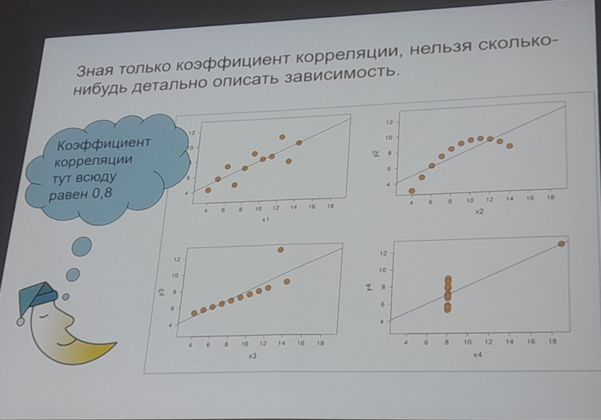 Зная только коэффициент корреляции, нельзя сколько-
нибудь детально описать зависимость.
Коэффициент
корреляции
тут всюду
равен 0,8
12
10
8
6
4
4 6 8 10 12 14 16 18
x1
y2
12
10
8
6
4
4 6 8 10 12 14 16 18
x2
y3
12
10
8
6
4
4 6 8 10 12 14 16 18
x3
y4
12
10
8
6
4
4 6 8 10 12 14 16 18
x4